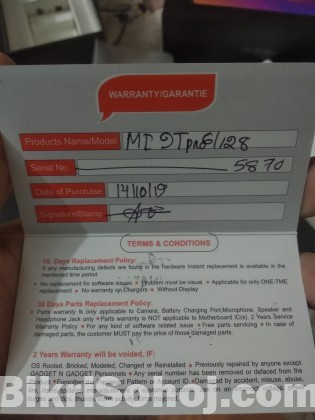 WARRANTY/GARANTIE
Products Name/Model MI 9T pro 6/128
Serial No 5870
Date of Purchase 14/10/19
Signature/Stamp
TERMS & CONDITIONS
10 Days Replacement Policy:
If any manufacturing defects are found in the hardware instant replacement is available in the
mentioned time period
No replacement for software issues • Problem must be visual • Applicable for only ONE-TIME
replacement • No warranty on Chargers • Without Display
30 Days Parts Replacement Policy:
• Parts warranty is only applicable to Camera, Battery Charging Port, Microphone, Speaker and
Headphone Jack only • Parts warranty is NOT applicable to Motherboard IC(s). 2 Years Service
Warranty Policy • For any kind of software related issue • Free parts servicing • In case of
damaged parts, the customer MUST pay the price of those damaged parts.
2 Years Warranty will be voided, IF:
OS Rooted, Bricked, Modeled, Changed or Reinstalled • Previously repaired by anyone except
GADGET N GADGET Personnels • Any serial number has been removed or defaced from the
Pattern or Damaged by accident, misuse, abuse,
BikriSohoj.com